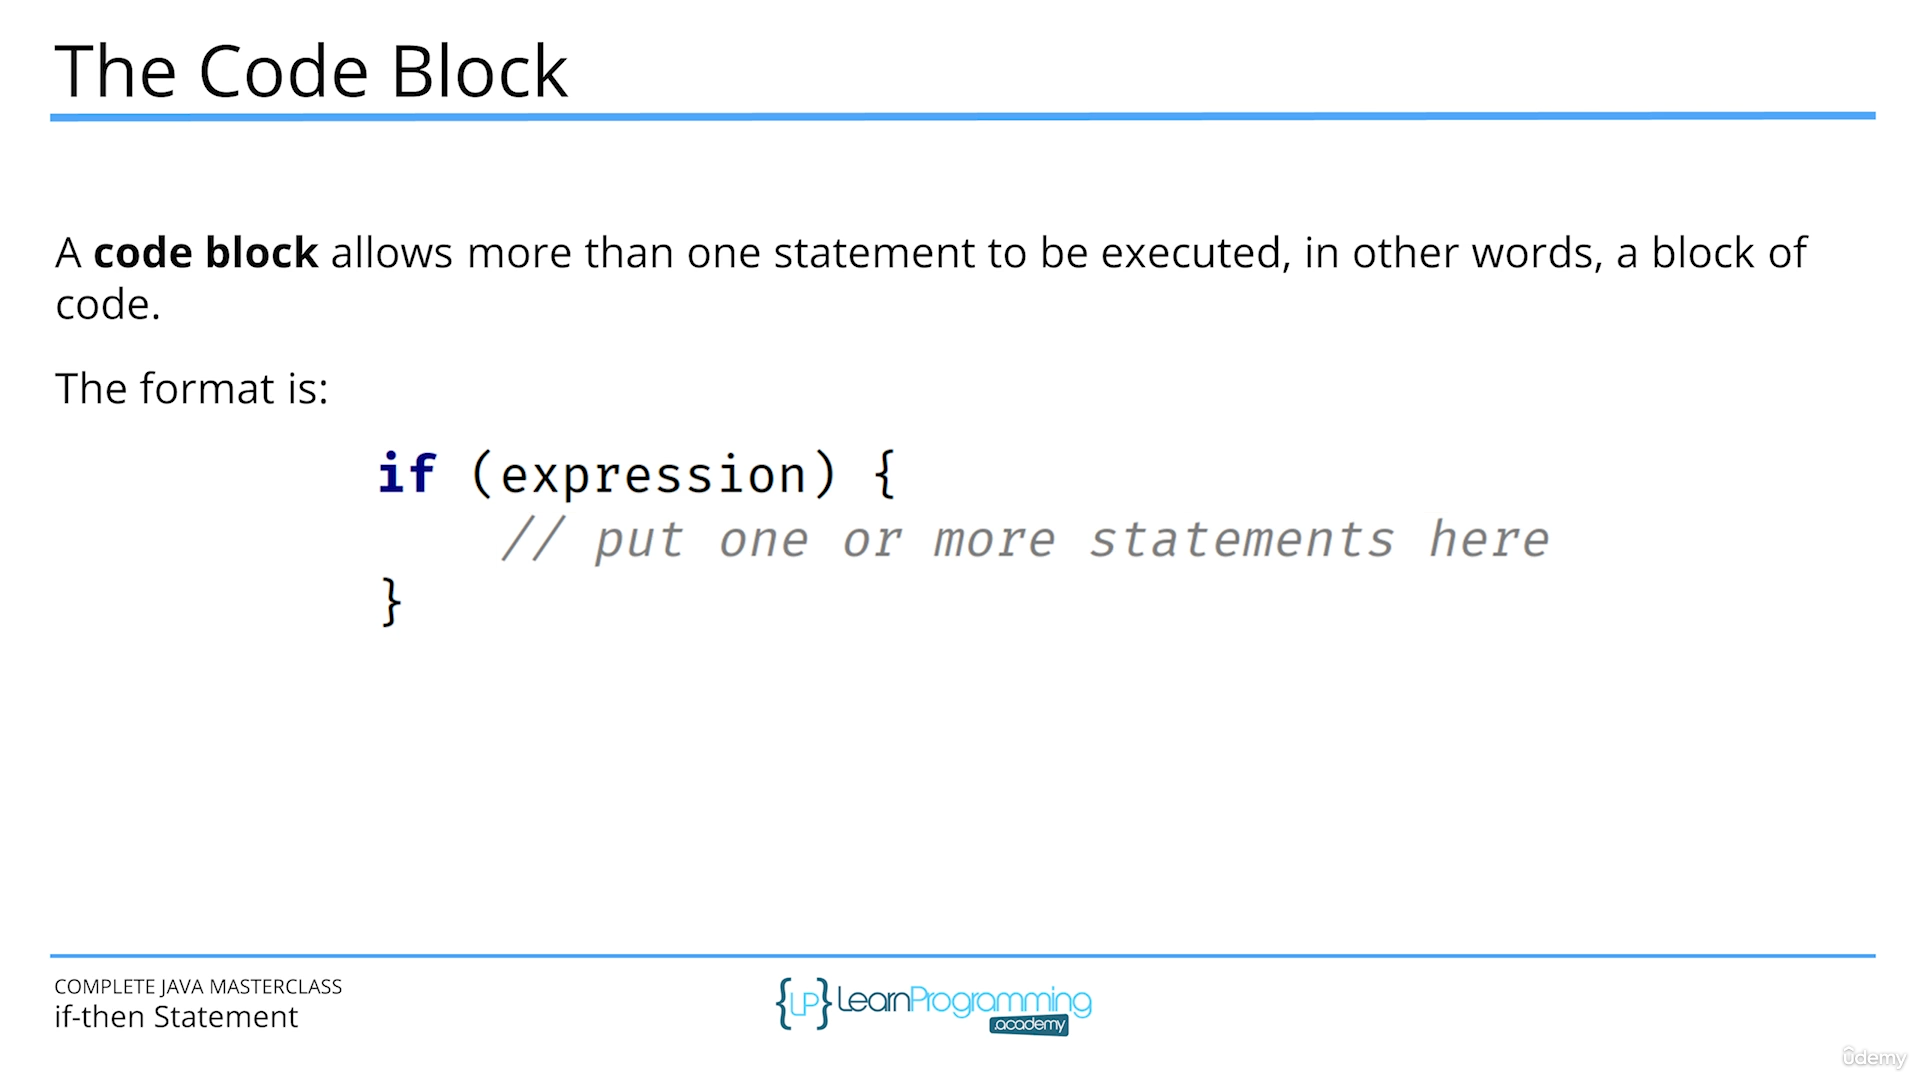 The Code Block
A code block allows more than one statement to be executed, in other words, a block of
code.
The format is:
if (expression) {
// put one or more statements here
}
COMPLETE JAVA MASTERCLASS
if-then Statement
{LP} LearnProgramming
.academy
ûdemy